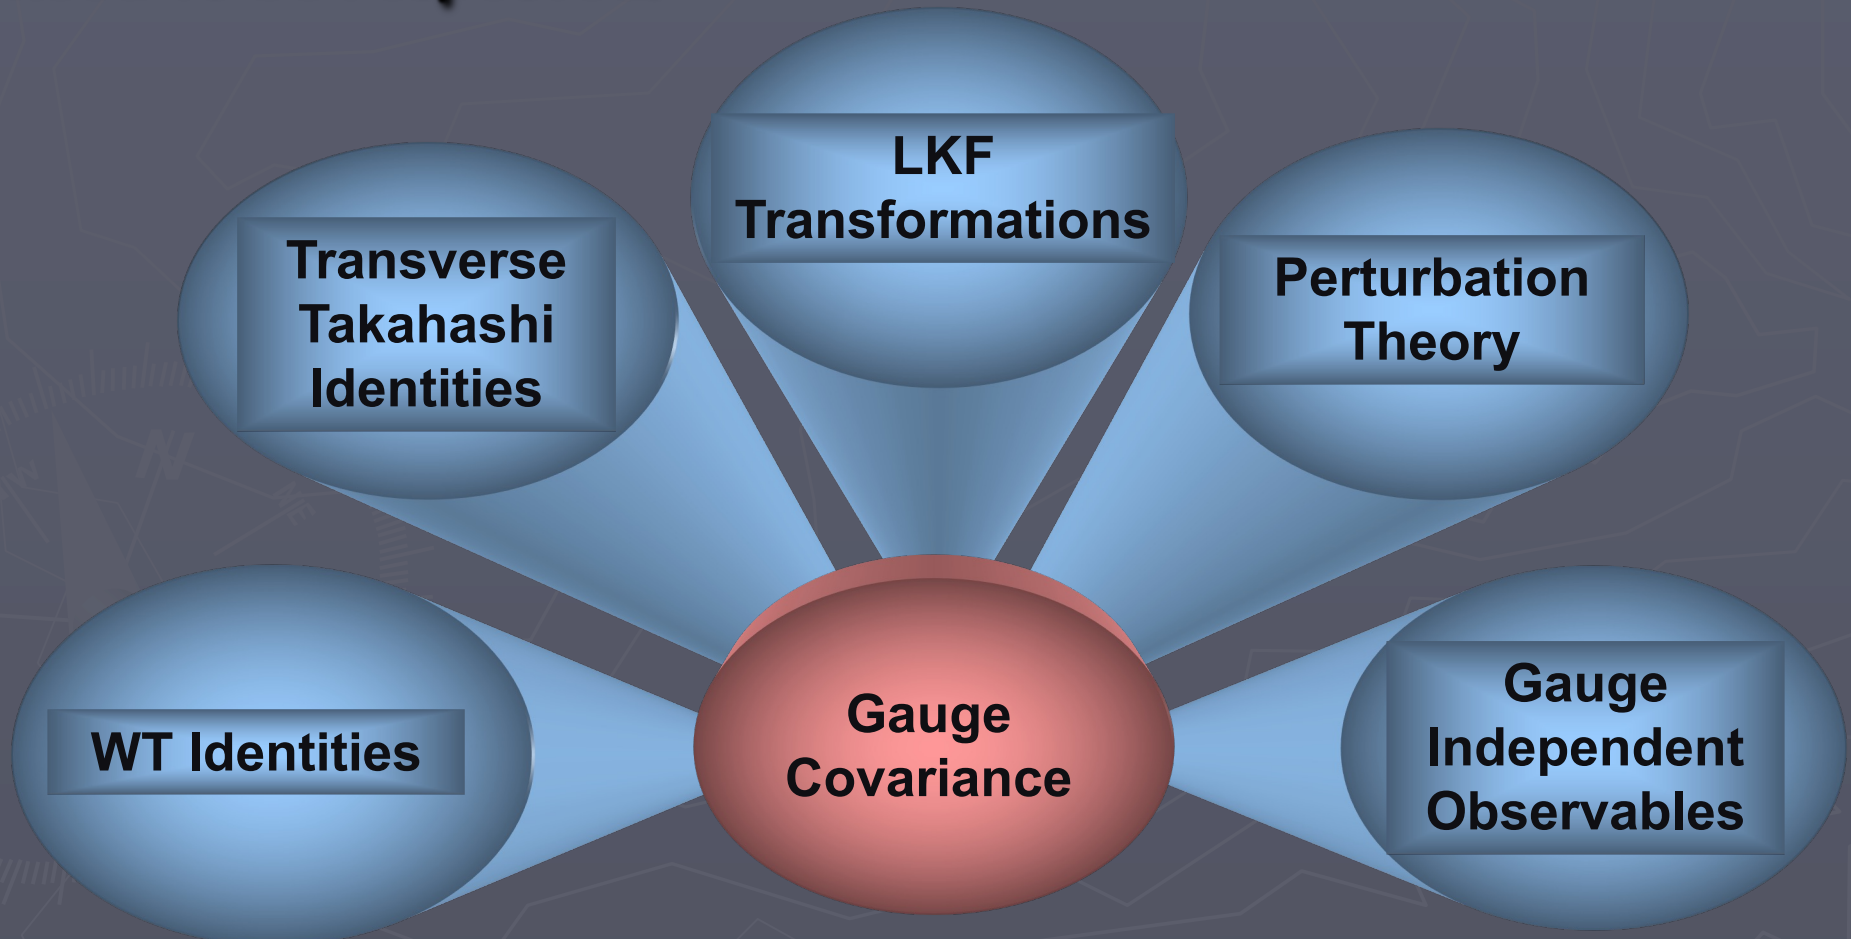 WT Identities
Transverse
Takahashi
Identities
LKF
Transformations
Perturbation
Theory
Gauge
Independent
Observables
Gauge
Covariance